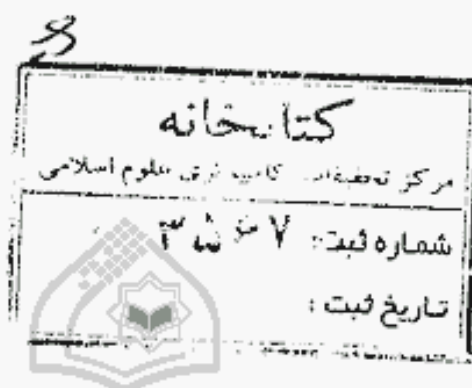 کتابخانه
مرکز تحقیقات کامپیوتری علوم اسلامی
شماره ثبت:
تاریخ ثبت: